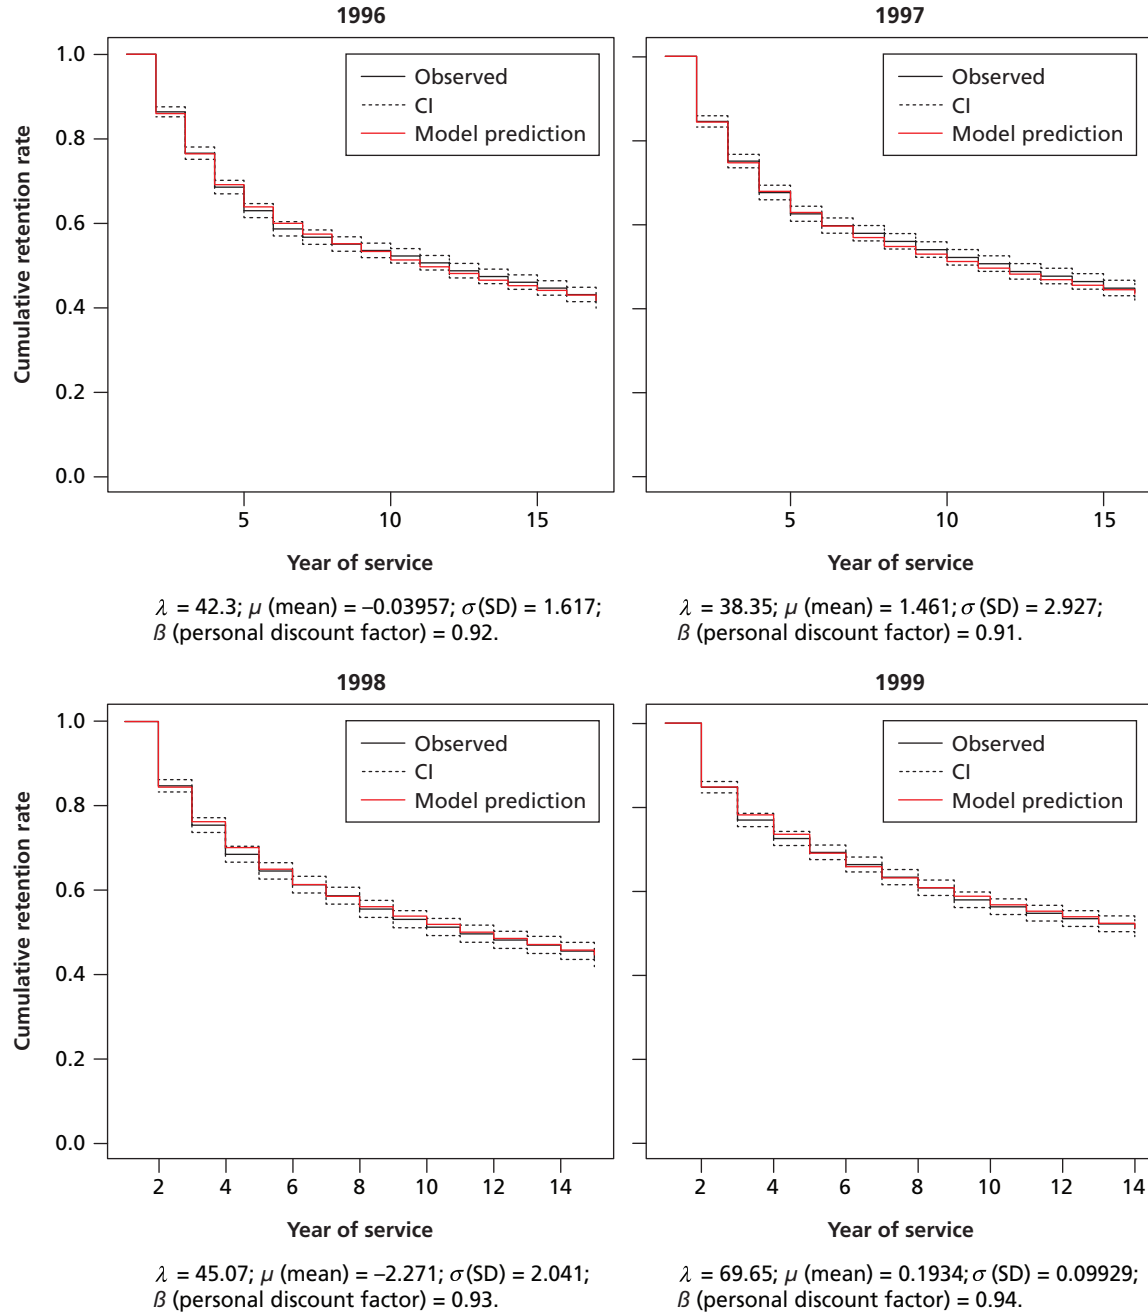 1996
1997
1.0
0.8
0.6
0.4
0.2
0.0
Cumulative retention rate
Observed
CI
Model prediction
Observed
CI
Model prediction
5
10
15
5
10
15
Year of service
Year of service
λ = 42.3; μ (mean) = –0.03957; σ (SD) = 1.617;
ß (personal discount factor) = 0.92.
λ = 38.35; μ (mean) = 1.461; σ (SD) = 2.927;
ß (personal discount factor) = 0.91.
1998
1999
1.0
0.8
0.6
0.4
0.2
0.0
Cumulative retention rate
Observed
CI
Model prediction
Observed
CI
Model prediction
2
4
6
8
10
12
14
2
4
6
8
10
12
14
Year of service
Year of service
λ = 45.07; μ (mean) = –2.271; σ (SD) = 2.041;
ß (personal discount factor) = 0.93.
λ = 69.65; μ (mean) = 0.1934; σ (SD) = 0.09929;
ß (personal discount factor) = 0.94.